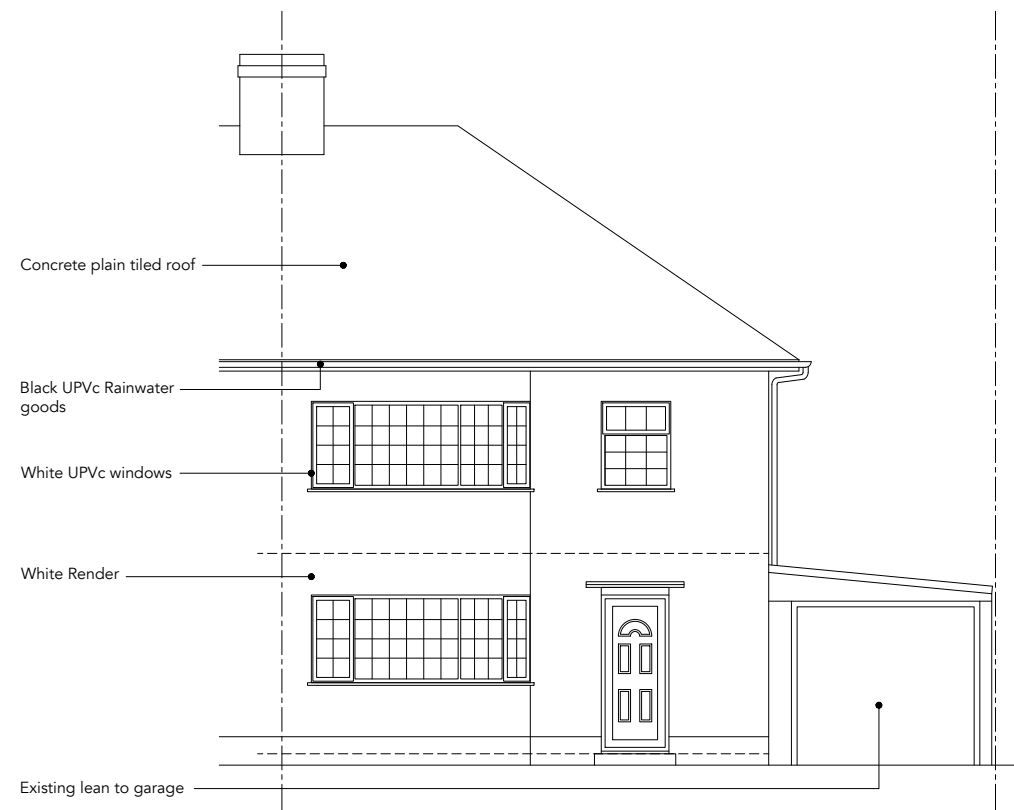 Concrete plain tiled roof
Black UPVc Rainwater
goods
White UPVc windows
White Render
Existing lean to garage